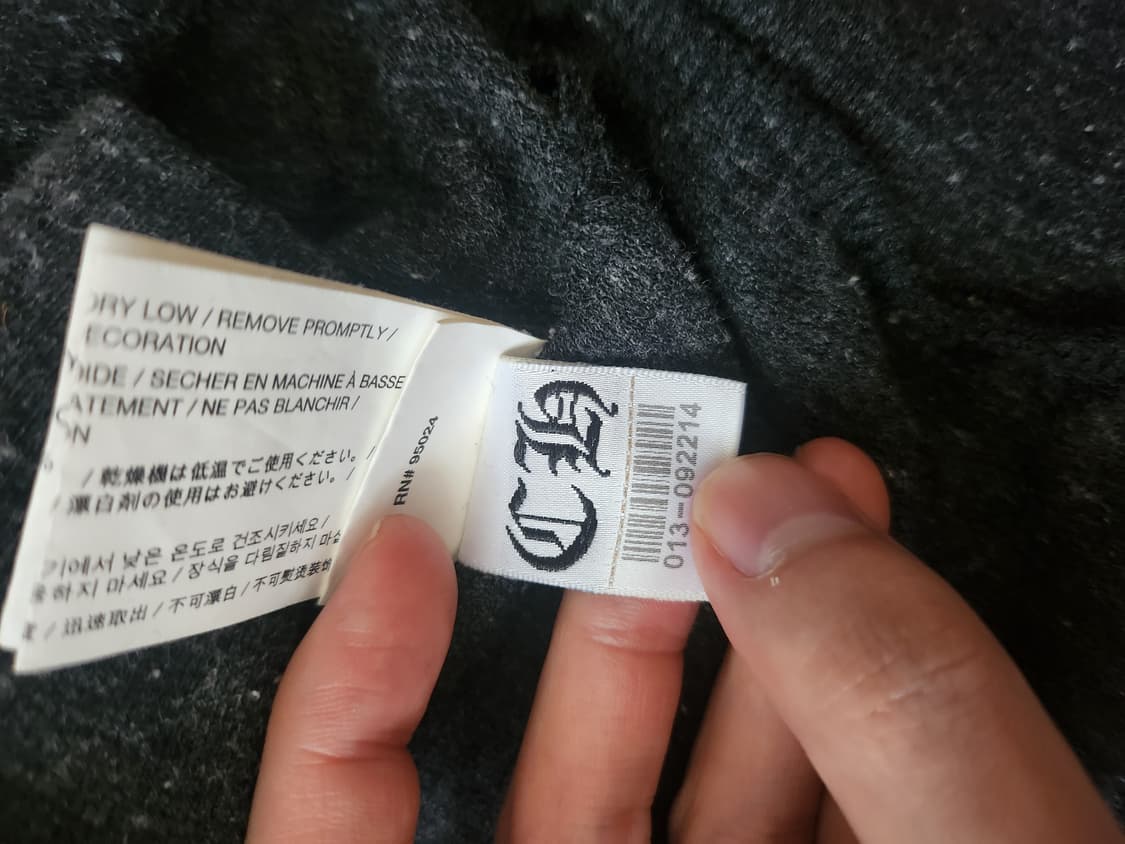 DRY LOW / REMOVE PROMPTLY /
ECORATION
IDE / SECHER EN MACHINE À BASSE
ATEMENT / NE PAS BLANCHIR /
N
/ 乾燥機は低温でご使用ください。 /
/ 漂白剤の使用はお避けください。 /
기에서 낮은 온도로 건조시키세요 /
하지 마세요 / 장식을 다림질하지 마십
/ 迅速取出 / 不可漂白 / 不可熨烫装饰
RN# 95024
CH
013-092214